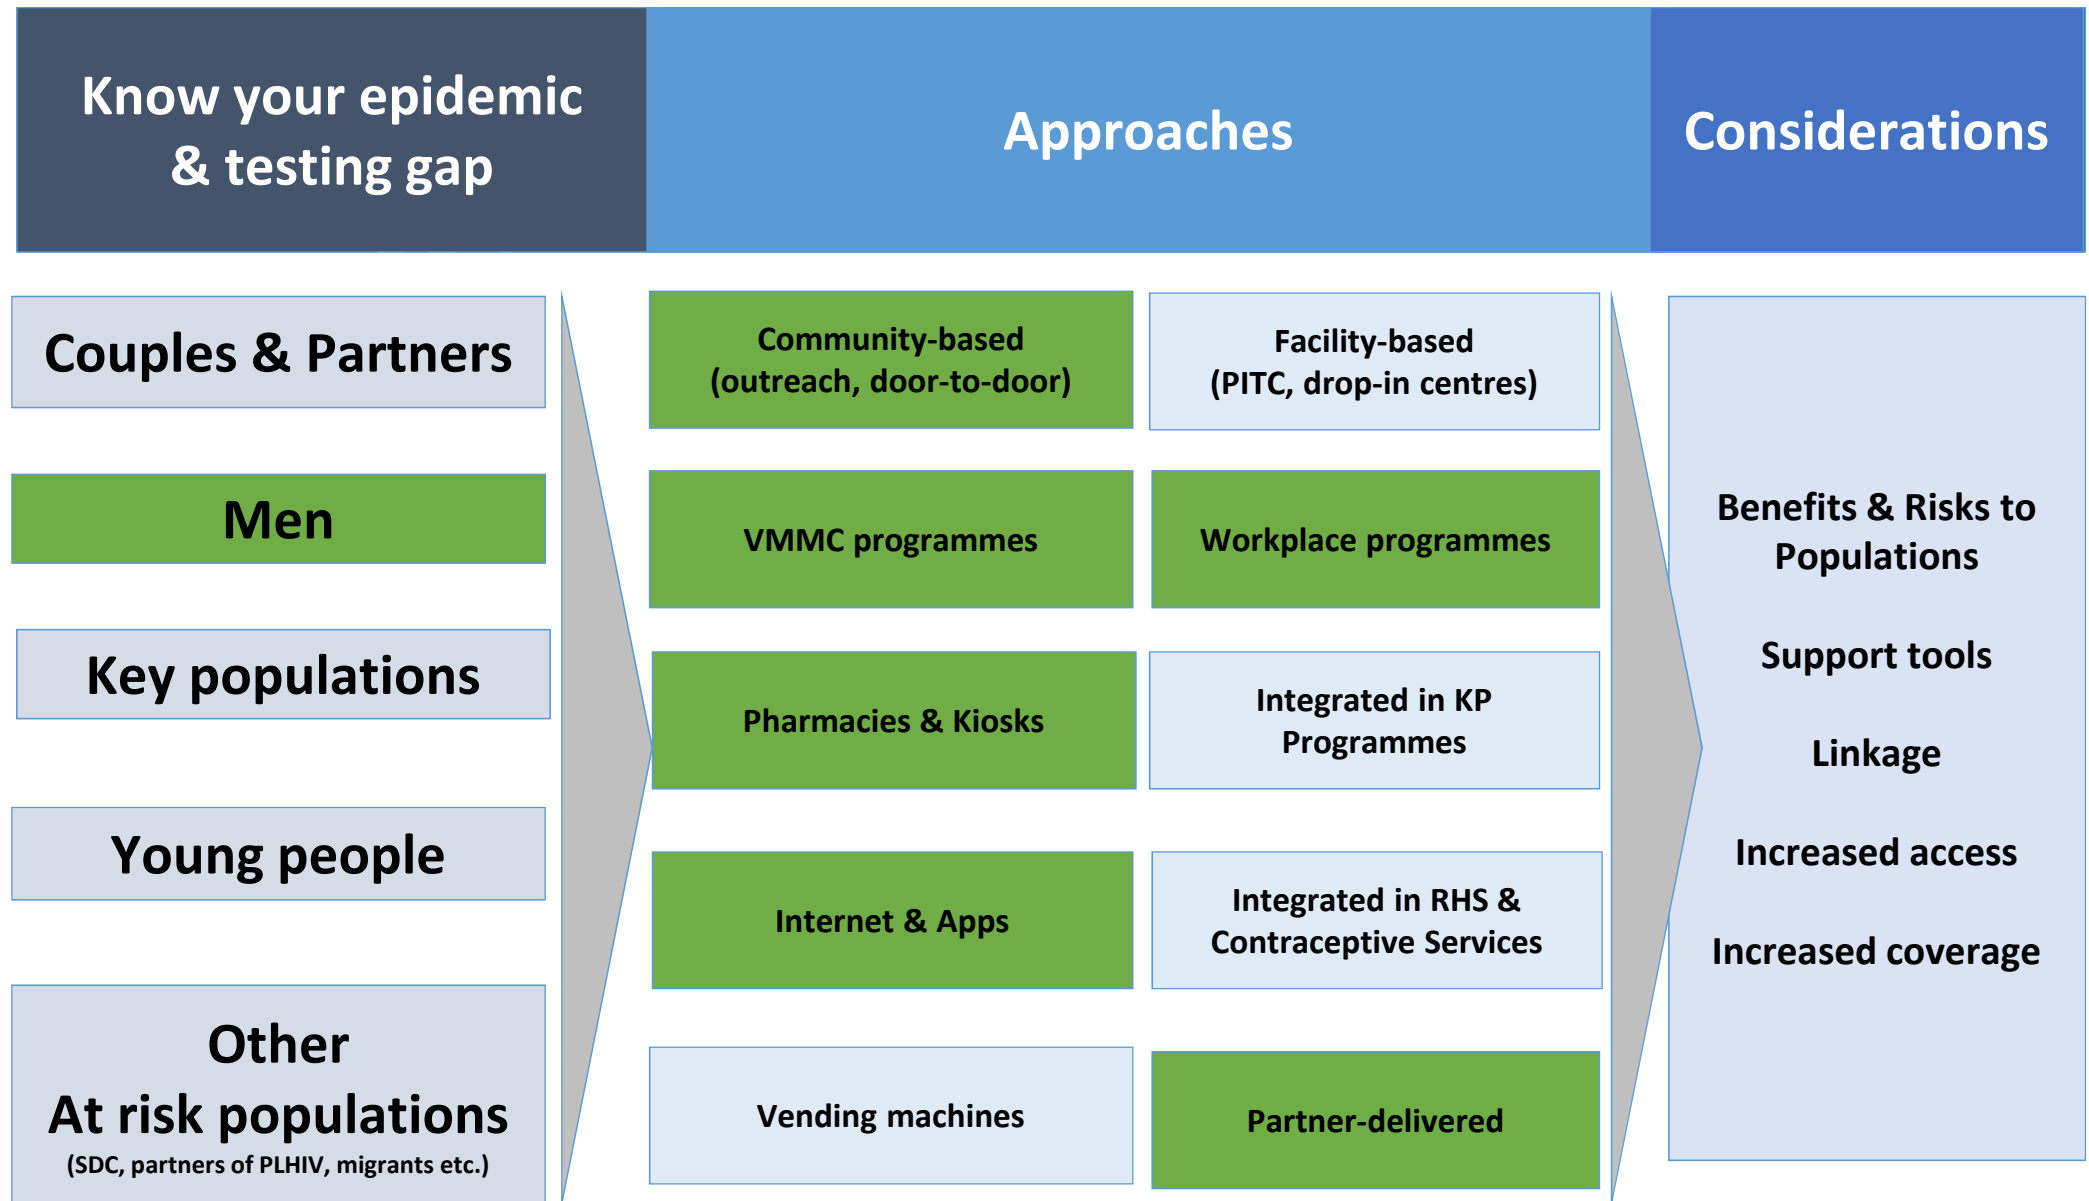 Know your epidemic
& testing gap
Approaches
Considerations
Couples & Partners
Men
Key populations
Young people
Other
At risk populations
(SDC, partners of PLHIV, migrants etc.)
Community-based
(outreach, door-to-door)
Facility-based
(PITC, drop-in centres)
VMMC programmes
Workplace programmes
Pharmacies & Kiosks
Integrated in KP
Programmes
Internet & Apps
Integrated in RHS &
Contraceptive Services
Vending machines
Partner-delivered
Benefits & Risks to
Populations
Support tools
Linkage
Increased access
Increased coverage